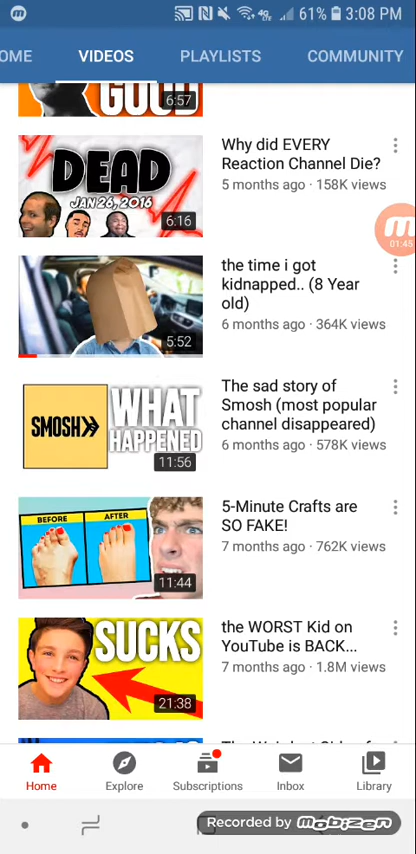 61% 3:08 PM
OME VIDEOS PLAYLISTS COMMUNITY
GOOD
6:57
DEAD
JAN 26, 2016
6:16
Why did EVERY
Reaction Channel Die?
5 months ago · 158K views
01:45
5:52
the time i got
kidnapped.. (8 Year
old)
6 months ago · 364K views
SMOSH
WHAT
HAPPENED
11:56
The sad story of
Smosh (most popular
channel disappeared)
6 months ago · 578K views
BEFORE AFTER
11:44
5-Minute Crafts are
SO FAKE!
7 months ago · 762K views
SUCKS
21:38
the WORST Kid on
YouTube is BACK...
7 months ago · 1.8M views
Home Explore Subscriptions Inbox Library
Recorded by mobizen